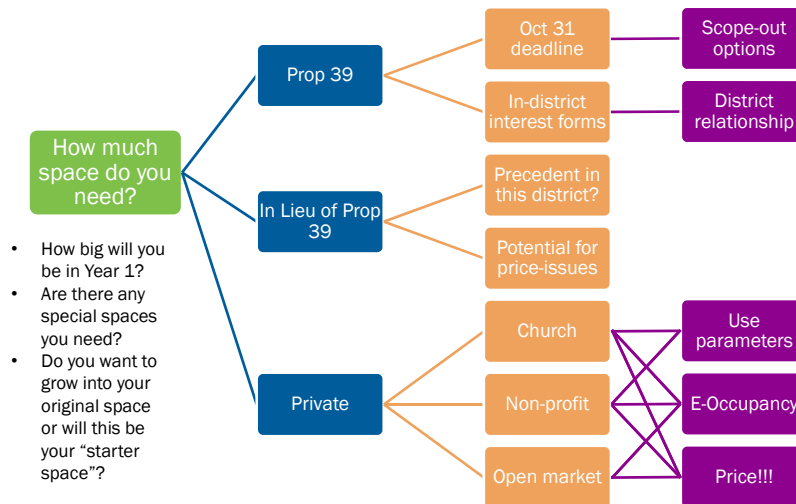 How much
space do you
need?
• How big will you
be in Year 1?
• Are there any
special spaces
you need?
• Do you want to
grow into your
original space
or will this be
your “starter
space”?
Prop 39
In Lieu of Prop
39
Private
Oct 31
deadline
In-district
interest forms
Precedent in
this district?
Potential for
price-issues
Church
Non-profit
Open market
Scope-out
options
District
relationship
Use
parameters
E-Occupancy
Price!!!